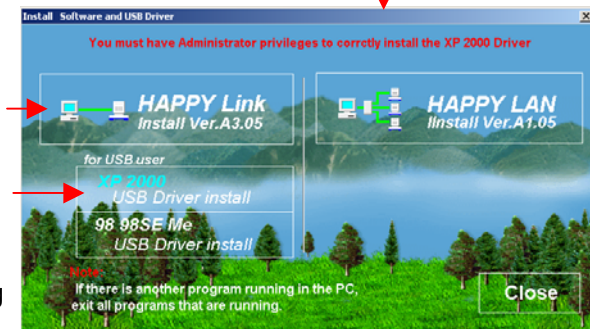 Install Software and USB Driver
You must have Administrator privileges to corrctly install the XP 2000 Driver
HAPPY Link
Install Ver.A3.05
HAPPY LAN
IInstall Ver.A1.05
for USB.user
XP 2000
USB Driver install
98 98SE Me
USB Driver install
Note:
If there is another program running in the PC,
exit all programs that are running.
Close